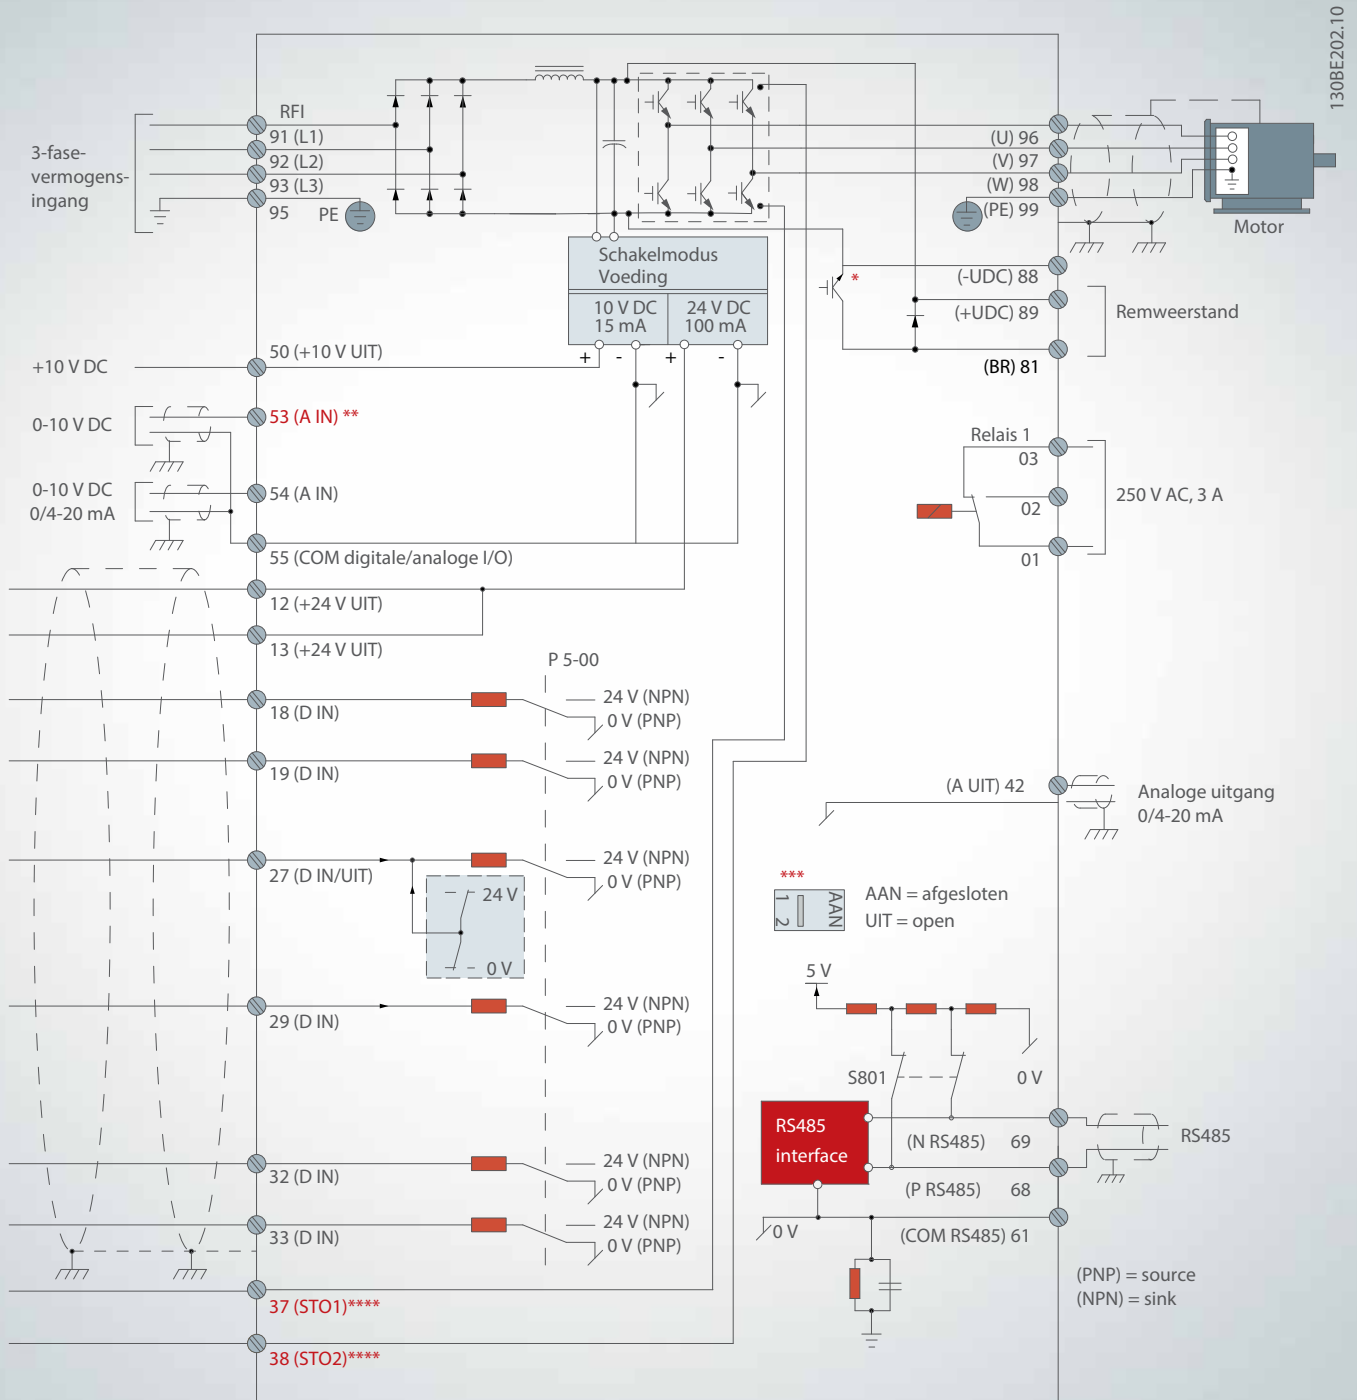 130BE202.10
RFI
3-fase-
vermogens-
ingang
91 (L1)
92 (L2)
93 (L3)
95
PE
(U) 96
(V) 97
(W) 98
(PE) 99
Motor
Schakelmodus
Voeding
10 V DC
15 mA
24 V DC
100 mA
+
-
+
-
*
(-UDC) 88
(+UDC) 89
(BR) 81
Remweerstand
+10 V DC
50 (+10 V UIT)
0-10 V DC
53 (A IN) **
0-10 V DC
0/4-20 mA
54 (A IN)
55 (COM digitale/analoge I/O)
Relais 1
03
02
01
250 V AC, 3 A
12 (+24 V UIT)
13 (+24 V UIT)
P 5-00
18 (D IN)
24 V (NPN)
0 V (PNP)
19 (D IN)
24 V (NPN)
0 V (PNP)
27 (D IN/UIT)
24 V (NPN)
0 V (PNP)
24 V
0 V
29 (D IN)
24 V (NPN)
0 V (PNP)
32 (D IN)
24 V (NPN)
0 V (PNP)
33 (D IN)
24 V (NPN)
0 V (PNP)
37 (STO1)****
38 (STO2)****
(A UIT) 42
Analoge uitgang
0/4-20 mA
***
1 2
AAN
AAN = afgesloten
UIT = open
5 V
S801
0 V
RS485
interface
(N RS485) 69
(P RS485) 68
RS485
0 V
(COM RS485) 61
(PNP) = source
(NPN) = sink